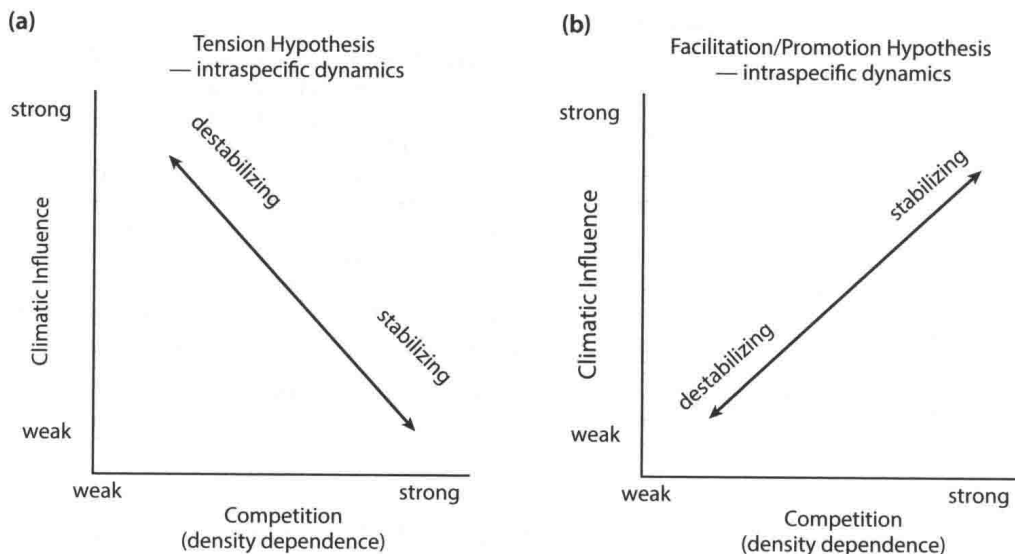 (a)
Tension Hypothesis
— intraspecific dynamics
strong
destabilizing
stabilizing
Climatic Influence
weak
weak
strong
Competition
(density dependence)
(b)
Facilitation/Promotion Hypothesis
— intraspecific dynamics
strong
stabilizing
destabilizing
Climatic Influence
weak
weak
strong
Competition
(density dependence)